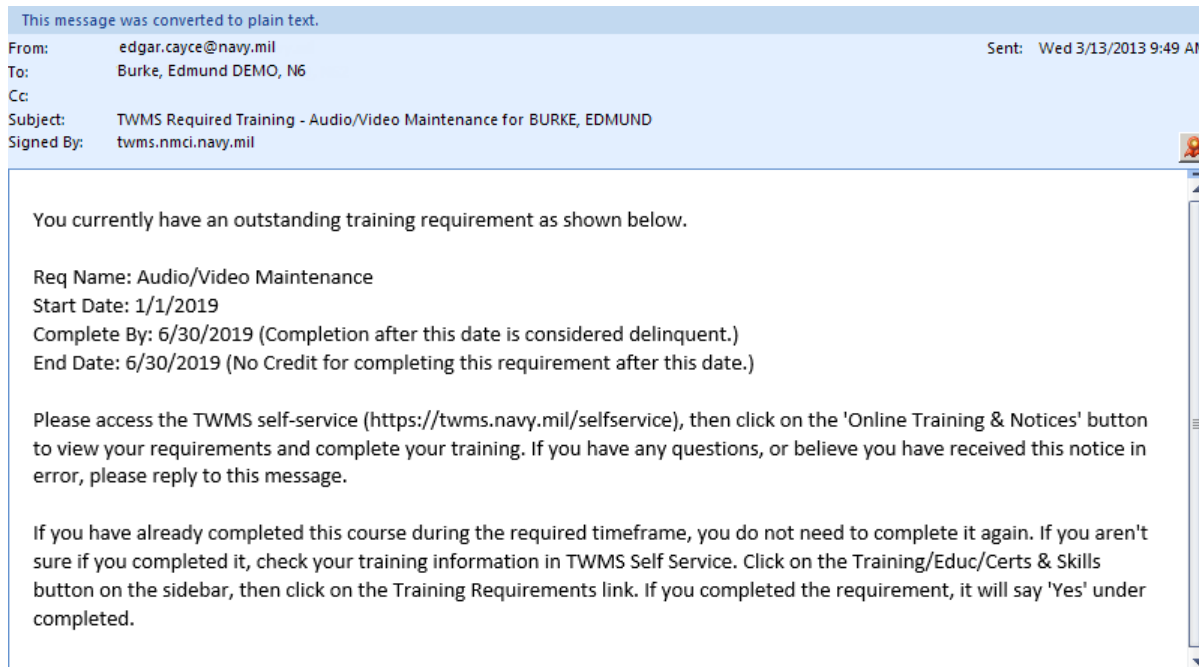 This message was converted to plain text.
From: edgar.cayce@navy.mil Sent: Wed 3/13/2013 9:49 AM
To: Burke, Edmund DEMO, N6
Cc:
Subject: TWMS Required Training - Audio/Video Maintenance for BURKE, EDMUND
Signed By: twms.nmci.navy.mil
You currently have an outstanding training requirement as shown below.
Req Name: Audio/Video Maintenance
Start Date: 1/1/2019
Complete By: 6/30/2019 (Completion after this date is considered delinquent.)
End Date: 6/30/2019 (No Credit for completing this requirement after this date.)
Please access the TWMS self-service (https://twms.navy.mil/selfservice), then click on the 'Online Training & Notices' button
to view your requirements and complete your training. If you have any questions, or believe you have received this notice in
error, please reply to this message.
If you have already completed this course during the required timeframe, you do not need to complete it again. If you aren't
sure if you completed it, check your training information in TWMS Self Service. Click on the Training/Educ/Certs & Skills
button on the sidebar, then click on the Training Requirements link. If you completed the requirement, it will say 'Yes' under
completed.